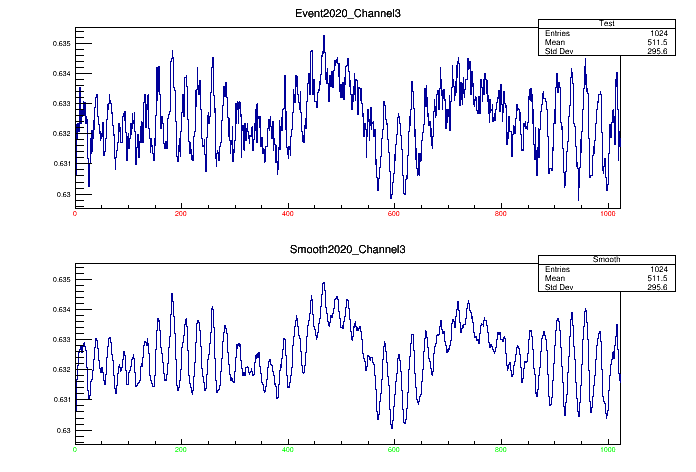 Event2020_Channel3
Test
Entries 1024
Mean 511.5
Std Dev 295.6
0.635
0.634
0.633
0.632
0.631
0.63
0 200 400 600 800 1000
Smooth2020_Channel3
Smooth
Entries 1024
Mean 511.5
Std Dev 295.6
0.635
0.634
0.633
0.632
0.631
0.63
0 200 400 600 800 1000